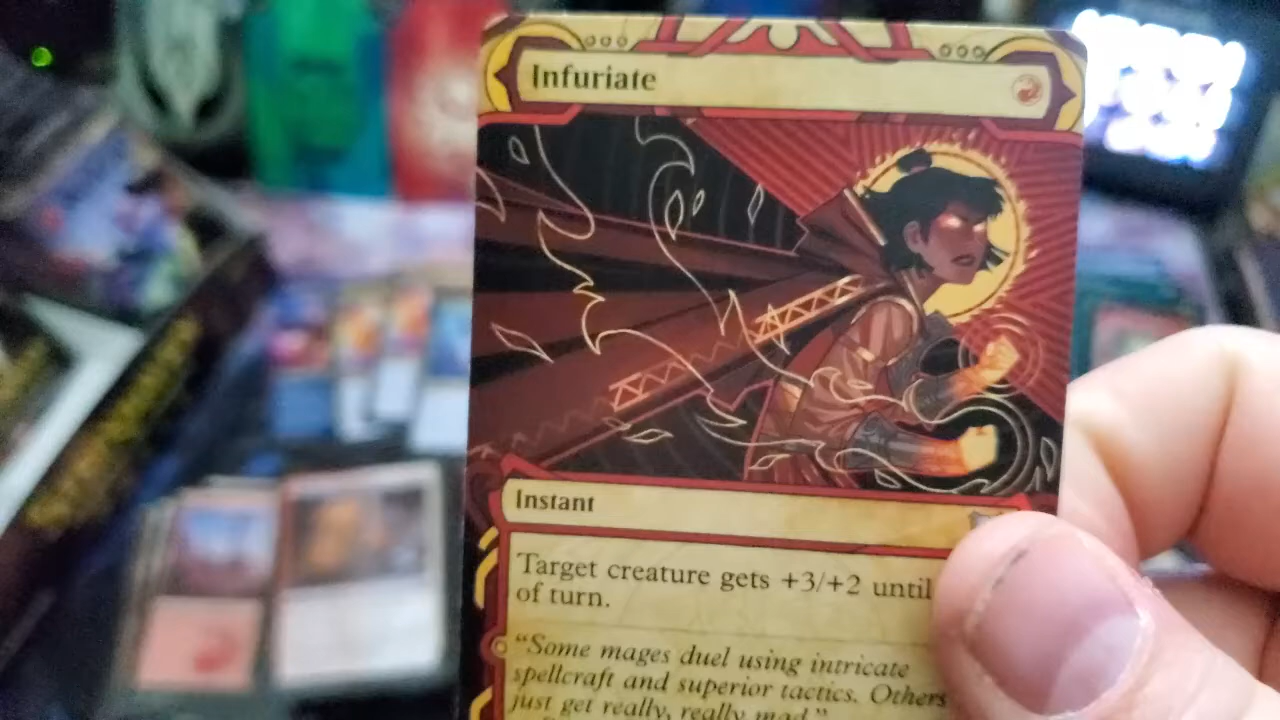 Infuriate
Instant
Target creature gets +3/+2 until
of turn.
"Some mages duel using intricate
spellcraft and superior tactics. Others
just get really, really mad."